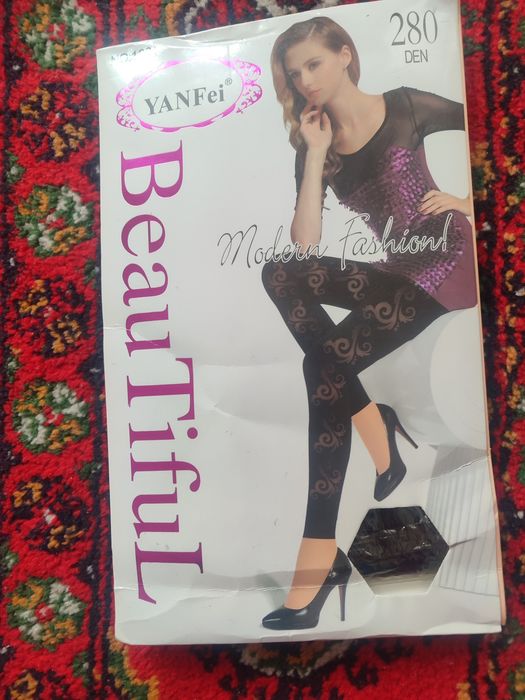 280
DEN
YANFei®
BeauTifuL
Modern Fashion!